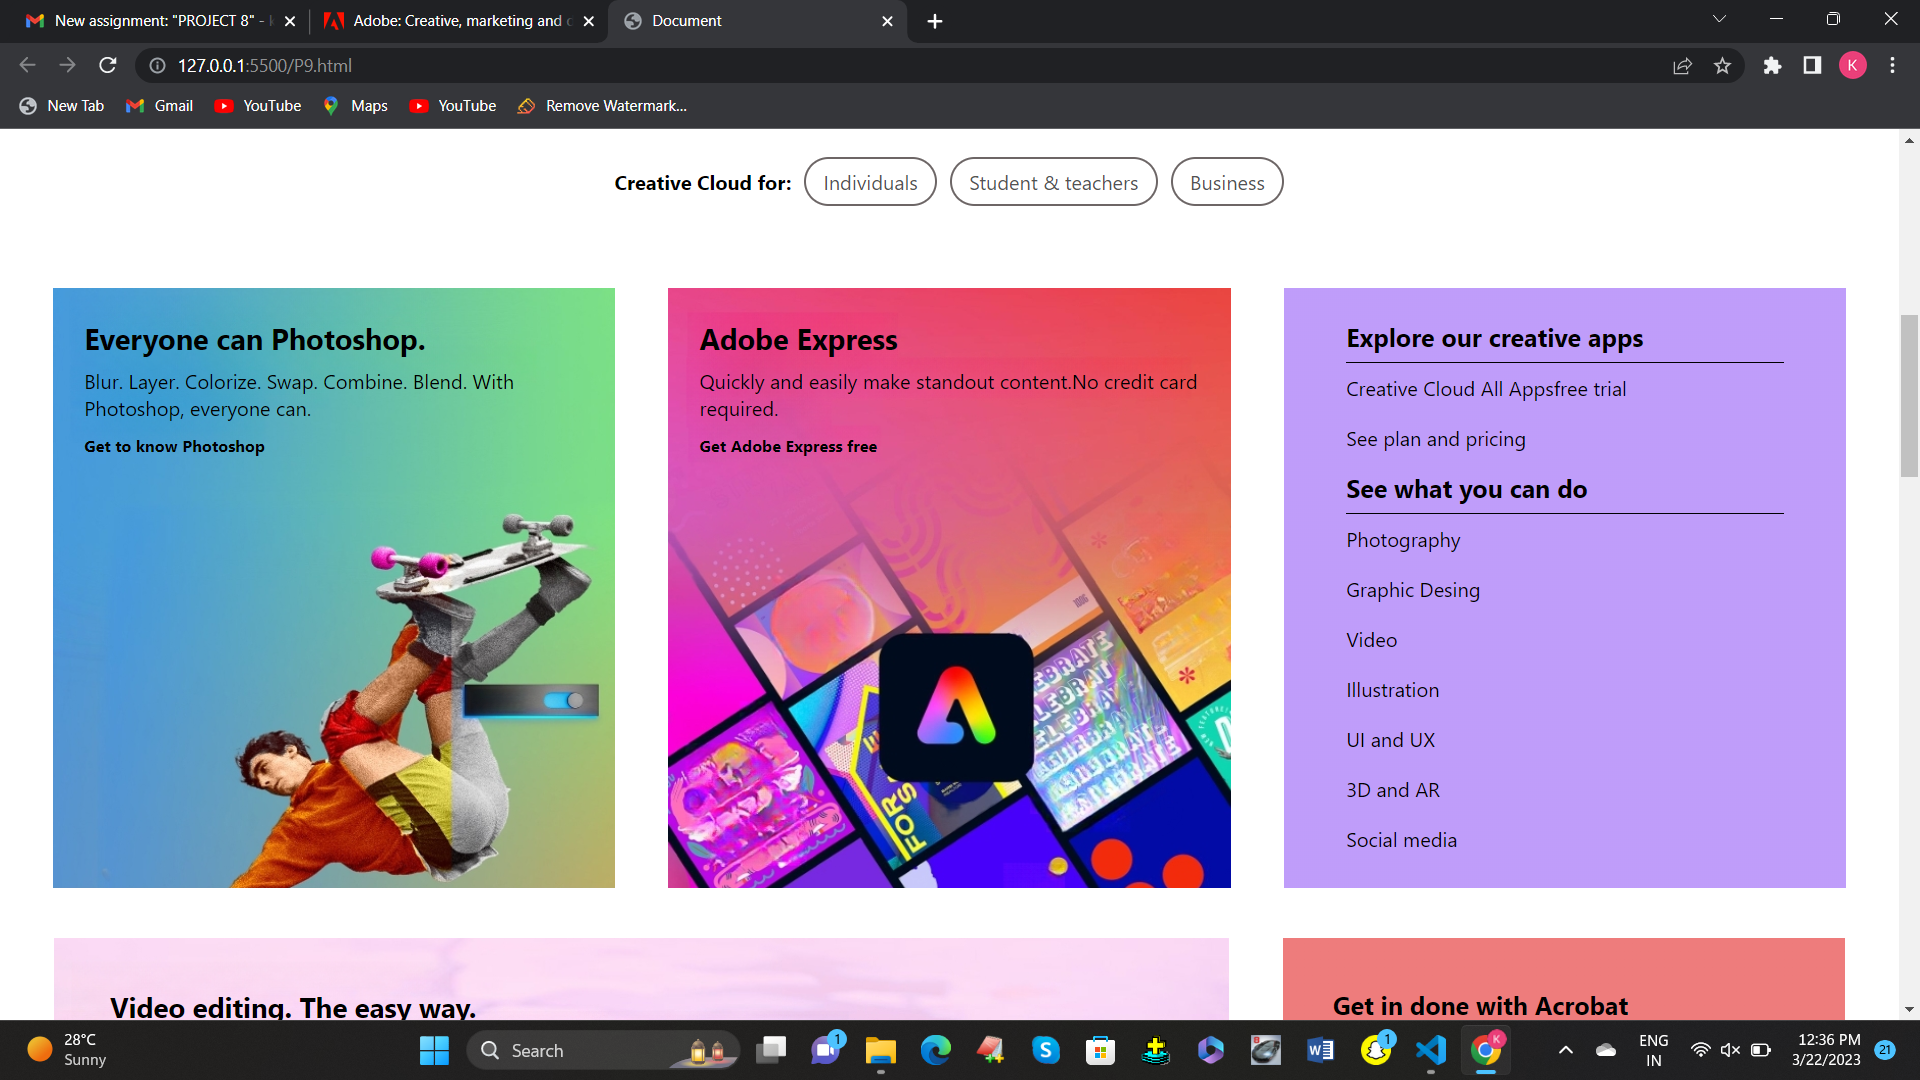 New assignment: "PROJECT 8" -
Adobe: Creative, marketing and
Document
127.0.0.1:5500/P9.html
K
New Tab
Gmail
YouTube
Maps
YouTube
Remove Watermark...
Creative Cloud for:
Individuals
Student & teachers
Business
Everyone can Photoshop.
Blur. Layer. Colorize. Swap. Combine. Blend. With
Photoshop, everyone can.
Get to know Photoshop
Adobe Express
Quickly and easily make standout content.No credit card
required.
Get Adobe Express free
Explore our creative apps
Creative Cloud All Appsfree trial
See plan and pricing
See what you can do
Photography
Graphic Desing
Video
Illustration
UI and UX
3D and AR
Social media
CELEBRATE
FORS
Video editing. The easy way.
Get in done with Acrobat
28°C
Sunny
Search
1
1
K
ENG
IN
12:36 PM
3/22/2023
21